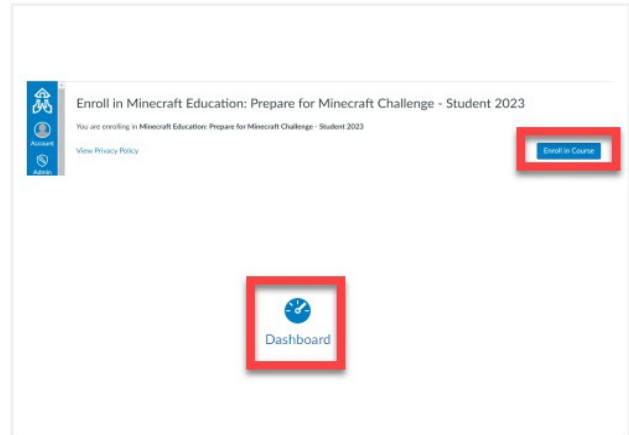 Enroll in Minecraft Education: Prepare for Minecraft Challenge - Student 2023
You are enrolling in Minecraft Education: Prepare for Minecraft Challenge - Student 2023
Account
View Privacy Policy
Enroll in Course
Admin
Dashboard